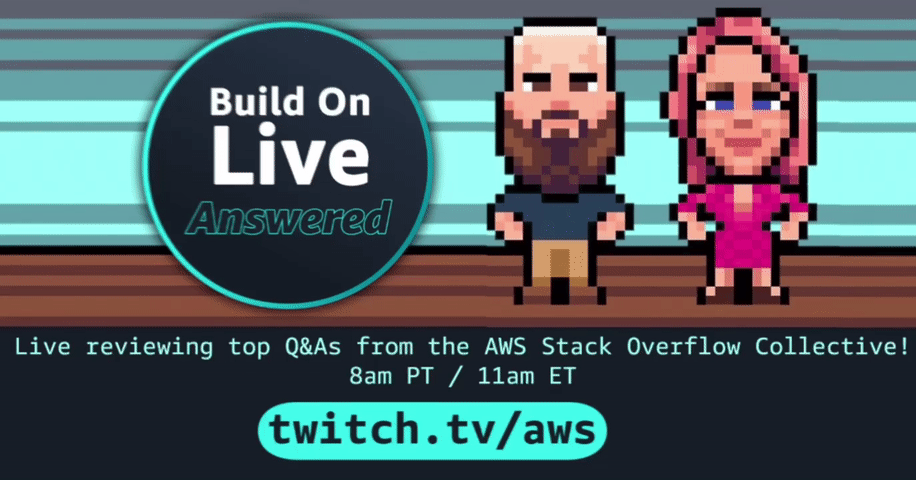 Build On
Live
Answered
Live reviewing top Q&As from the AWS Stack Overflow Collective!
8am PT / 11am ET
twitch.tv/aws